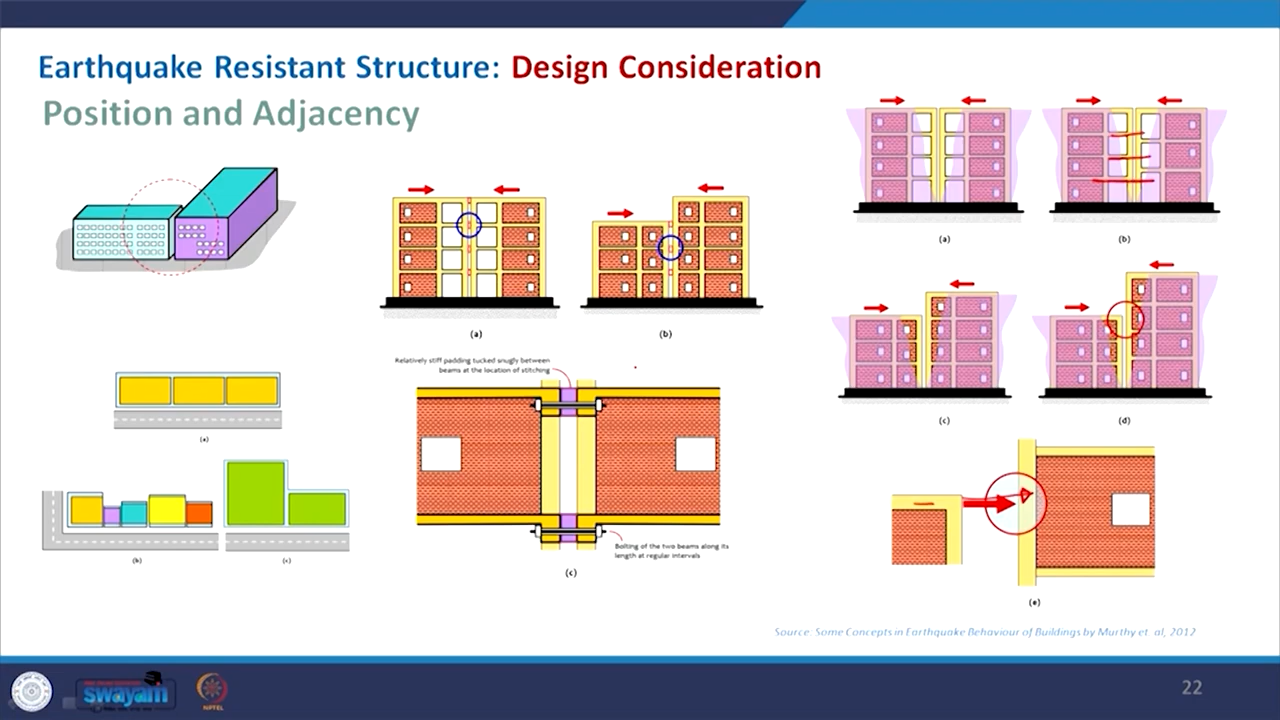 Earthquake Resistant Structure: Design Consideration
Position and Adjacency
(a)
(b)
(a)
(b)
(c)
(d)
Relatively stiff padding tucked snugly between
beams at the location of stitching
(a)
(b)
(c)
Bolting of the two beams along its
length at regular intervals
(c)
(e)
Source: Some Concepts in Earthquake Behaviour of Buildings by Murthy et. al, 2012
swayam
NPTEL
22